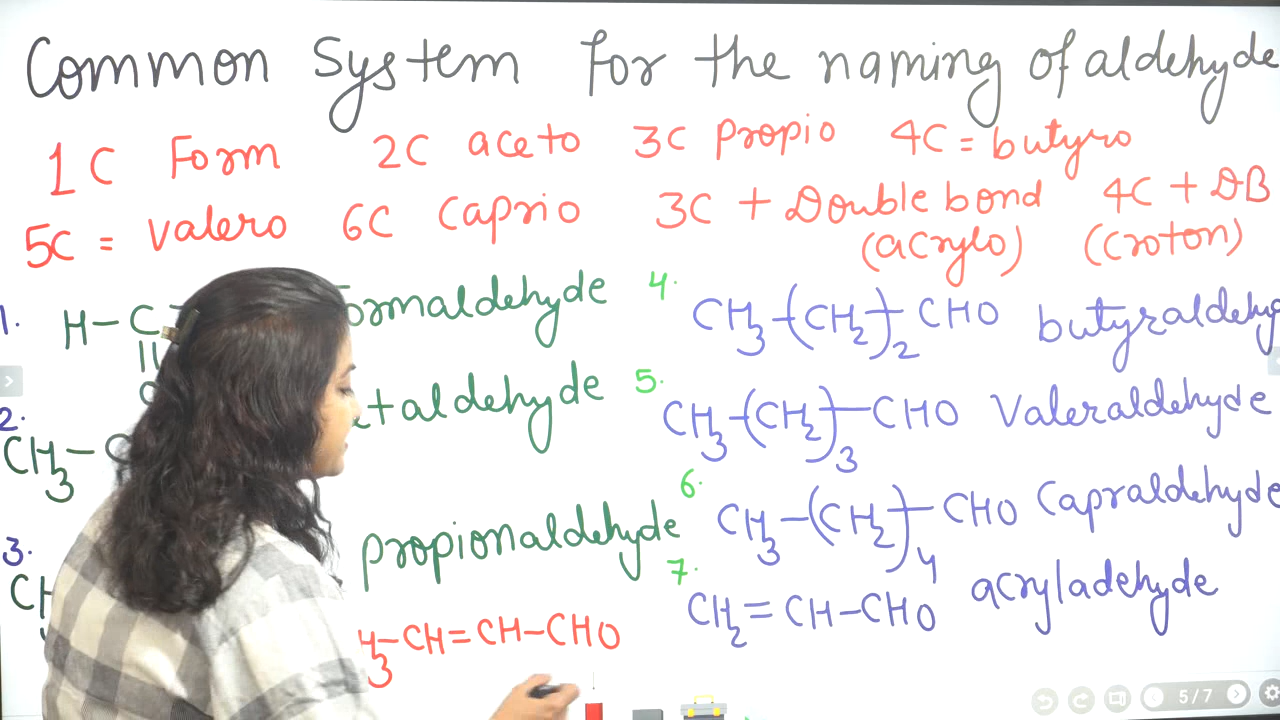 Common System for the naming of aldehyde
1C Form 2C aceto 3C Propio 4C = butyro
5C = valero 6C Caprio 3C + Double bond (acrylo) 4C + DB (Croton)
1. H-C
||
ormaldehyde
2. CH3-
taldehyde
3.
propionaldehyde
3-CH=CH-CHO
4. CH3-(CH2)2-CHO butyraldehy
5. CH3-(CH2)3-CHO Valeraldehyde
6. CH3-(CH2)4-CHO Capraldehyde
7. CH2=CH-CHO acryladehyde
5/7